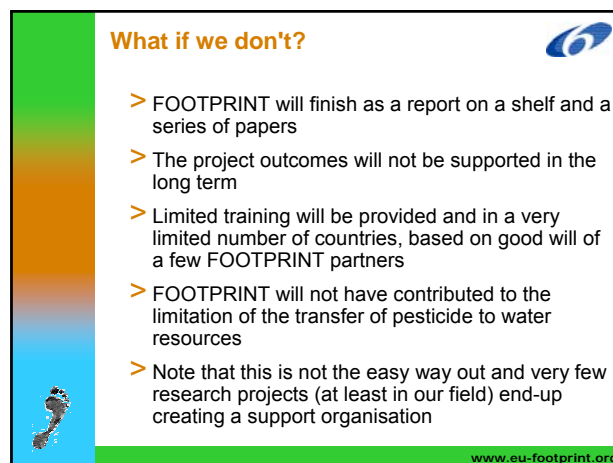 What if we don't?
> FOOTPRINT will finish as a report on a shelf and a
series of papers
> The project outcomes will not be supported in the
long term
> Limited training will be provided and in a very
limited number of countries, based on good will of
a few FOOTPRINT partners
> FOOTPRINT will not have contributed to the
limitation of the transfer of pesticide to water
resources
> Note that this is not the easy way out and very few
research projects (at least in our field) end-up
creating a support organisation
www.eu-footprint.org